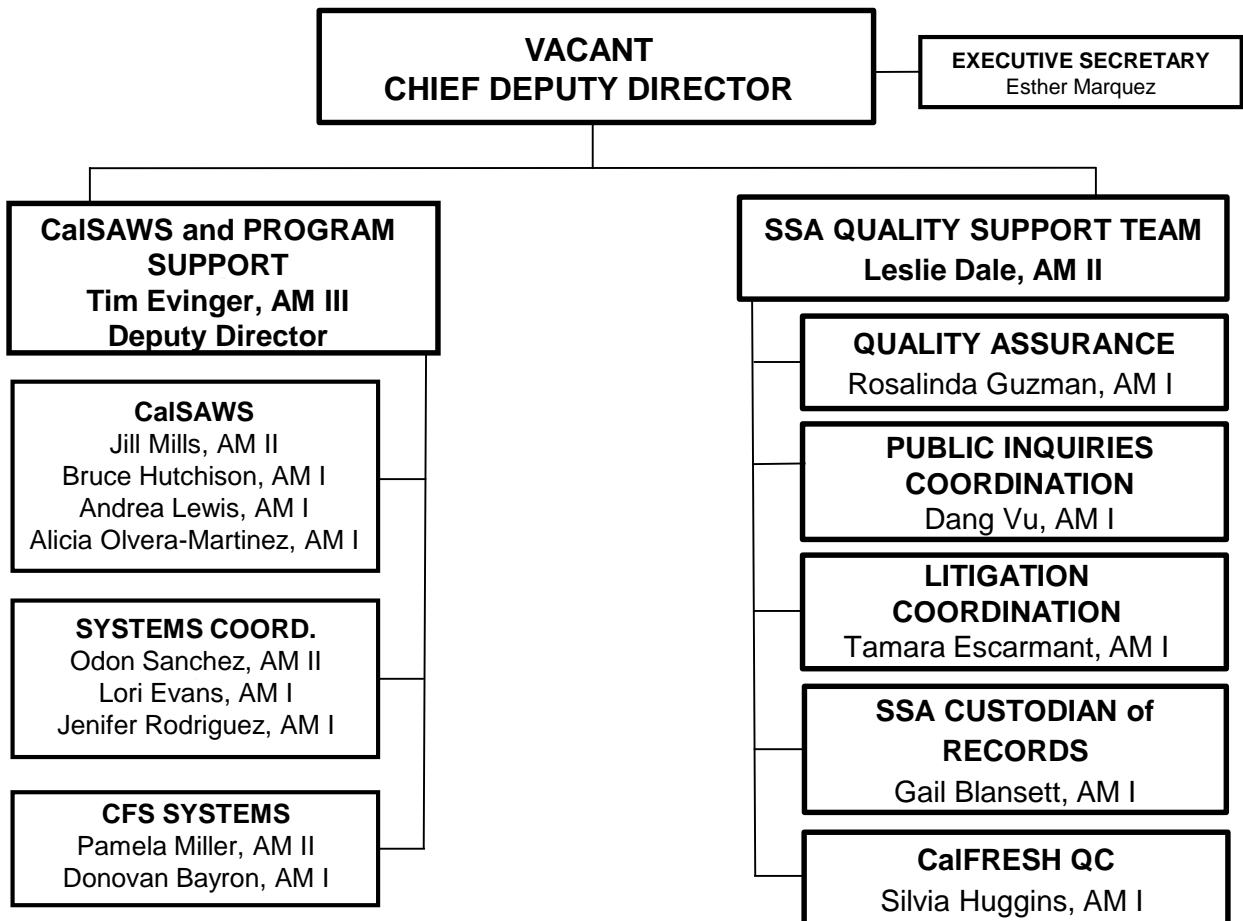 VACANT
CHIEF DEPUTY DIRECTOR
EXECUTIVE SECRETARY
Esther Marquez
CalSAWS and PROGRAM
SUPPORT
Tim Evinger, AM III
Deputy Director
CalSAWS
Jill Mills, AM II
Bruce Hutchison, AM I
Andrea Lewis, AM I
Alicia Olvera-Martinez, AM I
SYSTEMS COORD.
Odon Sanchez, AM II
Lori Evans, AM I
Jenifer Rodriguez, AM I
CFS SYSTEMS
Pamela Miller, AM II
Donovan Bayron, AM I
SSA QUALITY SUPPORT TEAM
Leslie Dale, AM II
QUALITY ASSURANCE
Rosalinda Guzman, AM I
PUBLIC INQUIRIES
COORDINATION
Dang Vu, AM I
LITIGATION
COORDINATION
Tamara Escarmant, AM I
SSA CUSTODIAN of
RECORDS
Gail Blansett, AM I
CalFRESH QC
Silvia Huggins, AM I